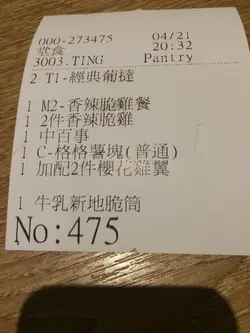 000-273475 04/21
堂食 20:32
3003.TING Pantry
2 T1-經典葡撻
1 M2-香辣脆雞餐
1 2件香辣脆雞
1 中百事
1 C-格格薯塊(普通)
1 加配2件櫻花雞翼
1 牛乳新地脆筒
No:475